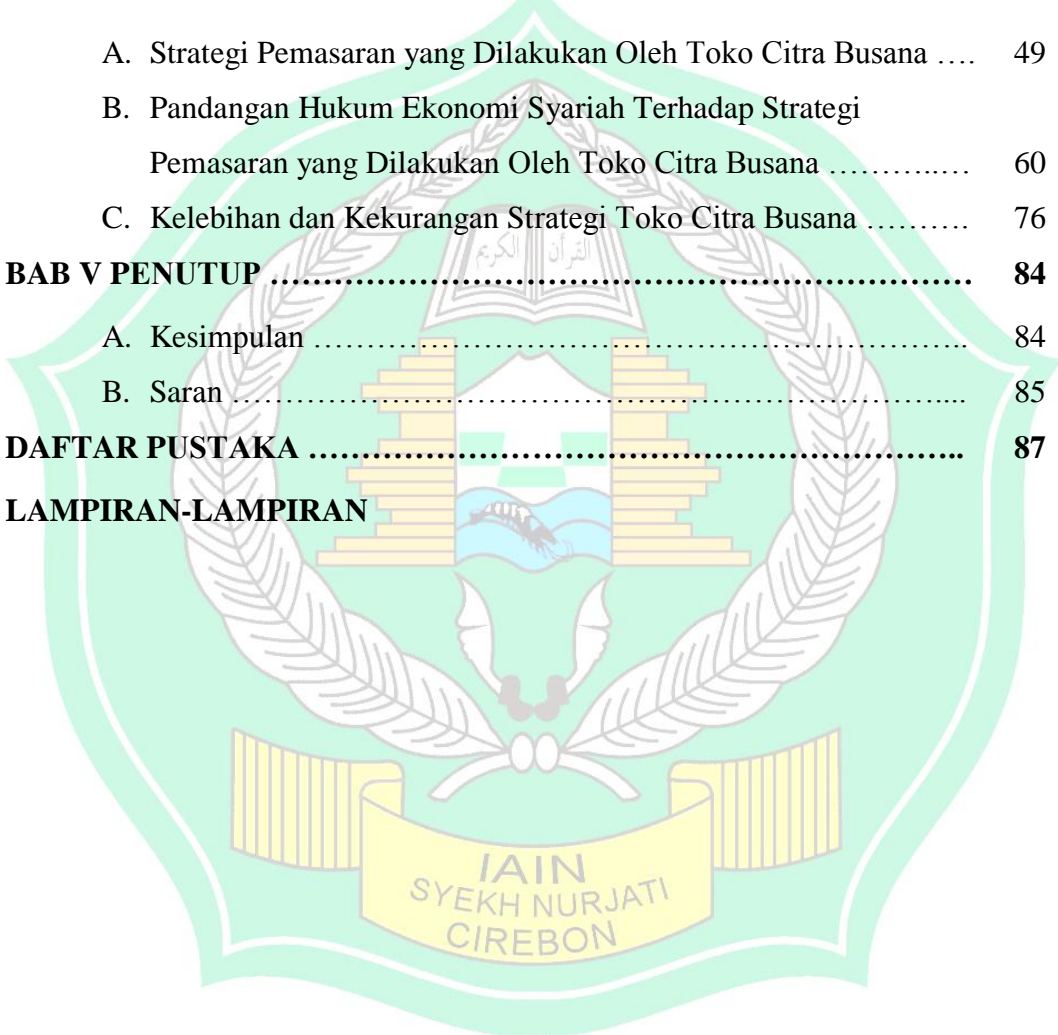 A. Strategi Pemasaran yang Dilakukan Oleh Toko Citra Busana …. 49
B. Pandangan Hukum Ekonomi Syariah Terhadap Strategi
Pemasaran yang Dilakukan Oleh Toko Citra Busana ………..… 60
C. Kelebihan dan Kekurangan Strategi Toko Citra Busana ………. 76
BAB V PENUTUP ………………………………………………………… 84
A. Kesimpulan …………………………………………………….. 84
B. Saran ………………………………………………………….... 85
DAFTAR PUSTAKA …………………………………………………….. 87
LAMPIRAN-LAMPIRAN
القرآن الكريم
IAIN
SYEKH NURJATI
CIREBON